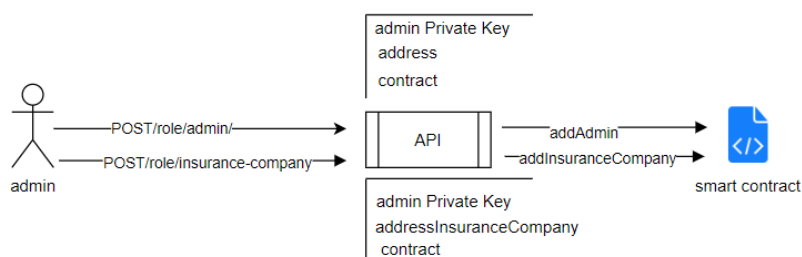 admin Private Key
address
contract
POST/role/admin/
POST/role/insurance-company
admin
API
addAdmin
addInsuranceCompany
</>
smart contract
admin Private Key
addressInsuranceCompany
contract